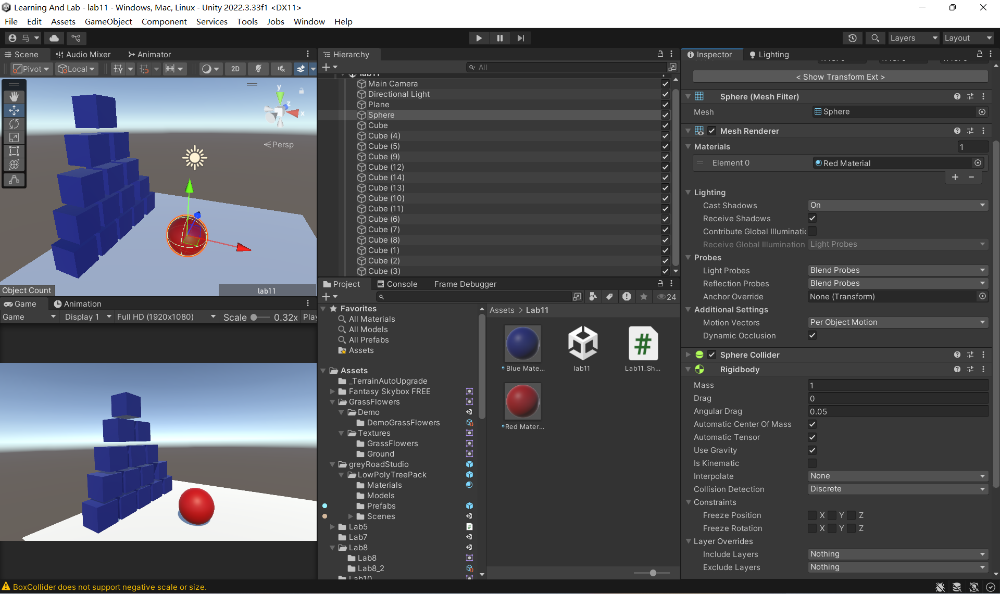 Learning And Lab - lab11 - Windows, Mac, Linux - Unity 2022.3.33f1 <DX11>
File Edit Assets GameObject Component Services Tools Jobs Window Help
马
Layers Layout
Scene Audio Mixer Animator
Pivot Local 2D
y
z
x
Persp
Object Count lab11
Game Animation
Game Display 1 Full HD (1920x1080) Scale 0.32x Play
Hierarchy
All
lab11
Main Camera
Directional Light
Plane
Sphere
Cube
Cube (4)
Cube (5)
Cube (9)
Cube (12)
Cube (14)
Cube (13)
Cube (10)
Cube (11)
Cube (6)
Cube (7)
Cube (8)
Cube (1)
Cube (2)
Cube (3)
Project Console Frame Debugger
24
Favorites
All Materials
All Models
All Prefabs
Assets
Assets
_TerrainAutoUpgrade
Fantasy Skybox FREE
GrassFlowers
Demo
DemoGrassFlowers
Textures
GrassFlowers
Ground
greyRoadStudio
LowPolyTreePack
Materials
Models
Prefabs
Scenes
Lab5
Lab7
Lab8
Lab8
Lab8_2
Lab10
Assets > Lab11
Blue Mate... lab11 Lab11_Sh...
Red Mater...
Inspector Lighting
< Show Transform Ext >
Sphere (Mesh Filter)
Mesh Sphere
Mesh Renderer
Materials 1
Element 0 Red Material
Lighting
Cast Shadows On
Receive Shadows
Contribute Global Illuminatic
Receive Global Illumination Light Probes
Probes
Light Probes Blend Probes
Reflection Probes Blend Probes
Anchor Override None (Transform)
Additional Settings
Motion Vectors Per Object Motion
Dynamic Occlusion
Sphere Collider
Rigidbody
Mass 1
Drag 0
Angular Drag 0.05
Automatic Center Of Mass
Automatic Tensor
Use Gravity
Is Kinematic
Interpolate None
Collision Detection Discrete
Constraints
Freeze Position X Y Z
Freeze Rotation X Y Z
Layer Overrides
Include Layers Nothing
Exclude Layers Nothing
BoxCollider does not support negative scale or size.